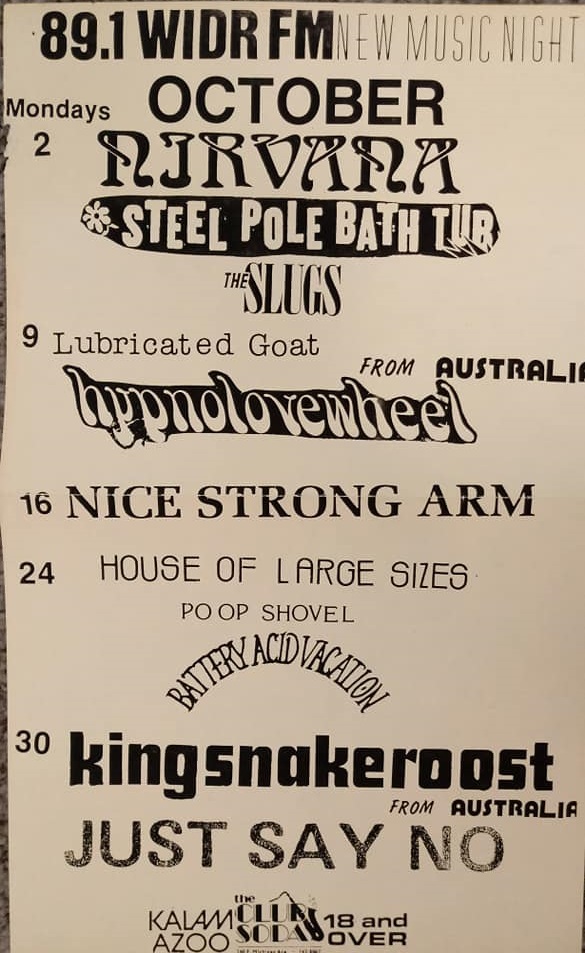 89.1 WIDR FM NEW MUSIC NIGHT
Mondays OCTOBER
2 NIRVANA
STEEL POLE BATH TUB
THE SLUGS
9 Lubricated Goat
FROM AUSTRALIA
hypnolovewheel
16 NICE STRONG ARM
24 HOUSE OF LARGE SIZES
POOP SHOVEL
BATTERY ACID VACATION
30 kingsnakeroost
FROM AUSTRALIA
JUST SAY NO
KALAM
AZOO
the
CLUB
SODA
18 and
OVER